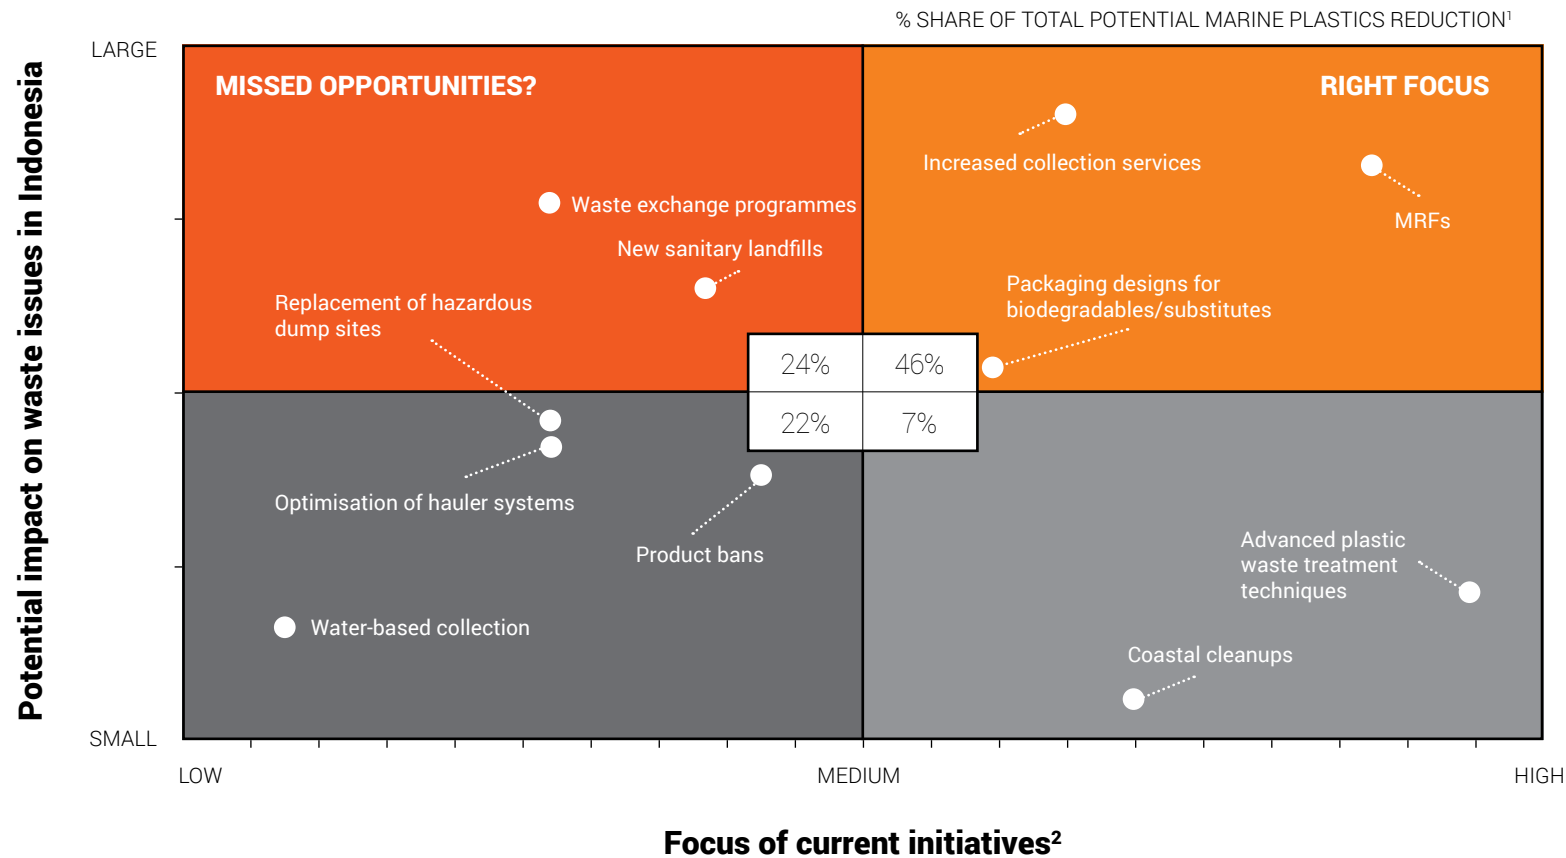 % SHARE OF TOTAL POTENTIAL MARINE PLASTICS REDUCTION¹
LARGE
Potential impact on waste issues in Indonesia
MISSED OPPORTUNITIES?
RIGHT FOCUS
Increased collection services
MRFs
Waste exchange programmes
New sanitary landfills
Replacement of hazardous
dump sites
Packaging designs for
biodegradables/substitutes
24%
46%
22%
7%
Optimisation of hauler systems
Product bans
Advanced plastic
waste treatment
techniques
Water-based collection
Coastal cleanups
SMALL
LOW
MEDIUM
HIGH
Focus of current initiatives²